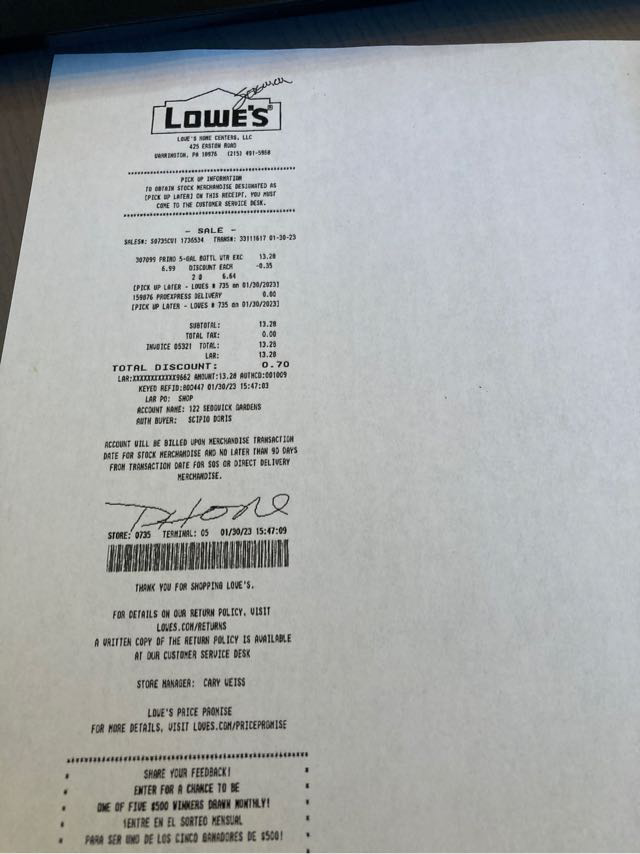 LOWE'S®
LOWE'S HOME CENTERS, LLC
425 EASTON ROAD
WARRINGTON, PA 18976 (215) 491-5958
PICK UP INFORMATION
TO OBTAIN STOCK MERCHANDISE DESIGNATED AS
[PICK UP LATER] ON THIS RECEIPT, YOU MUST
COME TO THE CUSTOMER SERVICE DESK.
- SALE -
SALES#: S0735CV1 1736534 TRANS#: 33111617 01-30-23
307099 PRIMO 5-GAL BOTTL WTR EXC 13.28
6.99 DISCOUNT EACH -0.35
2 @ 6.64
[PICK UP LATER - LOWES # 735 on 01/30/2023]
159876 PROEXPRESS DELIVERY 0.00
[PICK UP LATER - LOWES # 735 on 01/30/2023]
SUBTOTAL: 13.28
TOTAL TAX: 0.00
INVOICE 05321 TOTAL: 13.28
LAR: 13.28
TOTAL DISCOUNT: 0.70
LAR:XXXXXXXXXXXX9662 AMOUNT:13.28 AUTHCD:001009
KEYED REFID:800447 01/30/23 15:47:03
LAR PO: SHOP
ACCOUNT NAME: 122 SEDGWICK GARDENS
AUTH BUYER: SCIPIO DORIS
ACCOUNT WILL BE BILLED UPON MERCHANDISE TRANSACTION
DATE FOR STOCK MERCHANDISE AND NO LATER THAN 90 DAYS
FROM TRANSACTION DATE FOR SOS OR DIRECT DELIVERY
MERCHANDISE.
STORE: 0735 TERMINAL: 05 01/30/23 15:47:09
THANK YOU FOR SHOPPING LOWE'S.
FOR DETAILS ON OUR RETURN POLICY, VISIT
LOWES.COM/RETURNS
A WRITTEN COPY OF THE RETURN POLICY IS AVAILABLE
AT OUR CUSTOMER SERVICE DESK
STORE MANAGER: CARY WEISS
LOWE'S PRICE PROMISE
FOR MORE DETAILS, VISIT LOWES.COM/PRICEPROMISE
SHARE YOUR FEEDBACK!
ENTER FOR A CHANCE TO BE
ONE OF FIVE $500 WINNERS DRAWN MONTHLY!
¡ENTRE EN EL SORTEO MENSUAL
PARA SER UNO DE LOS CINCO GANADORES DE $500!